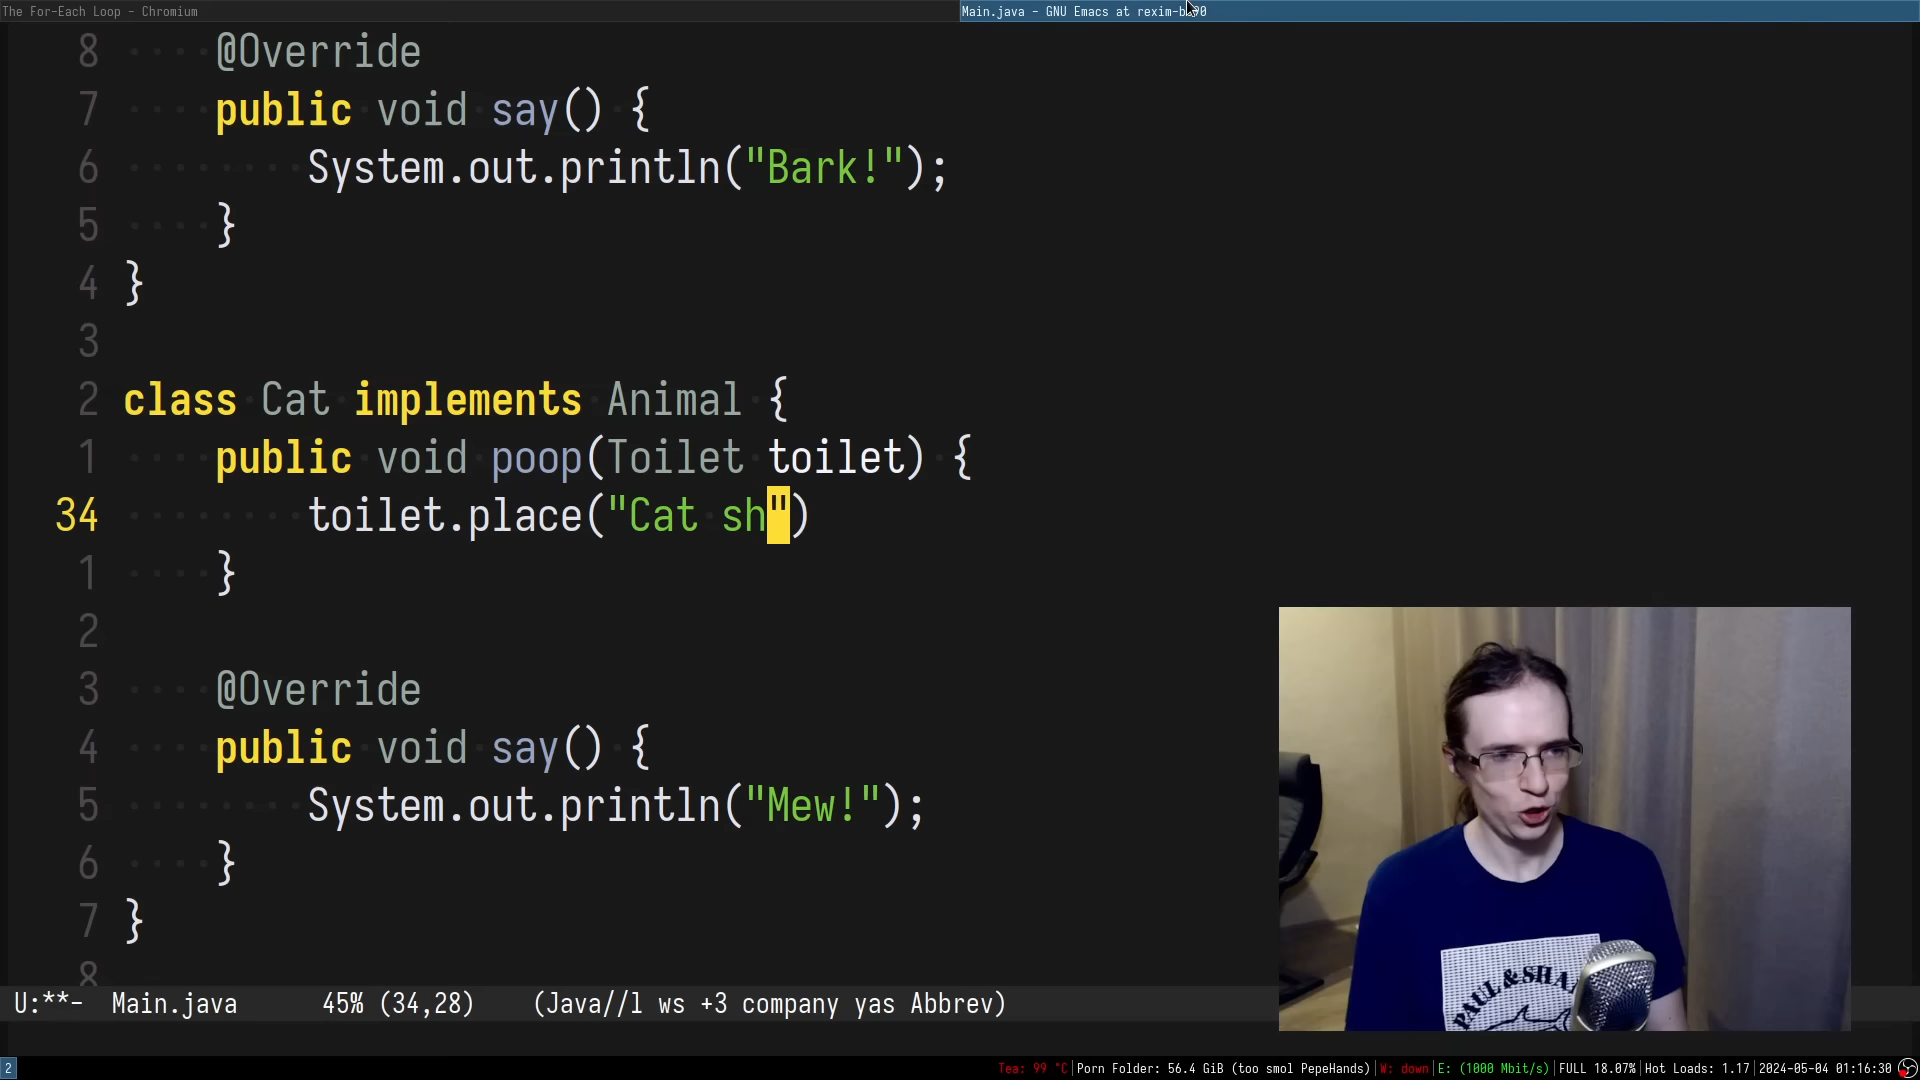 The For-Each Loop - Chromium
Main.java - GNU Emacs at rexim-b
8 @Override
7 public void say() {
6 System.out.println("Bark!");
5 }
4 }
3
2 class Cat implements Animal {
1 public void poop(Toilet toilet) {
34 toilet.place("Cat sh")
1 }
2
3 @Override
4 public void say() {
5 System.out.println("Mew!");
6 }
7 }
8
U:**- Main.java 45% (34,28) (Java//l ws +3 company yas Abbrev)
PAUL & SHA
2 Tea: 99 °C|Porn Folder: 56.4 GiB (too smol PepeHands)|W: down|E: (1000 Mbit/s)|FULL 18.07%|Hot Loads: 1.17|2024-05-04 01:16:30